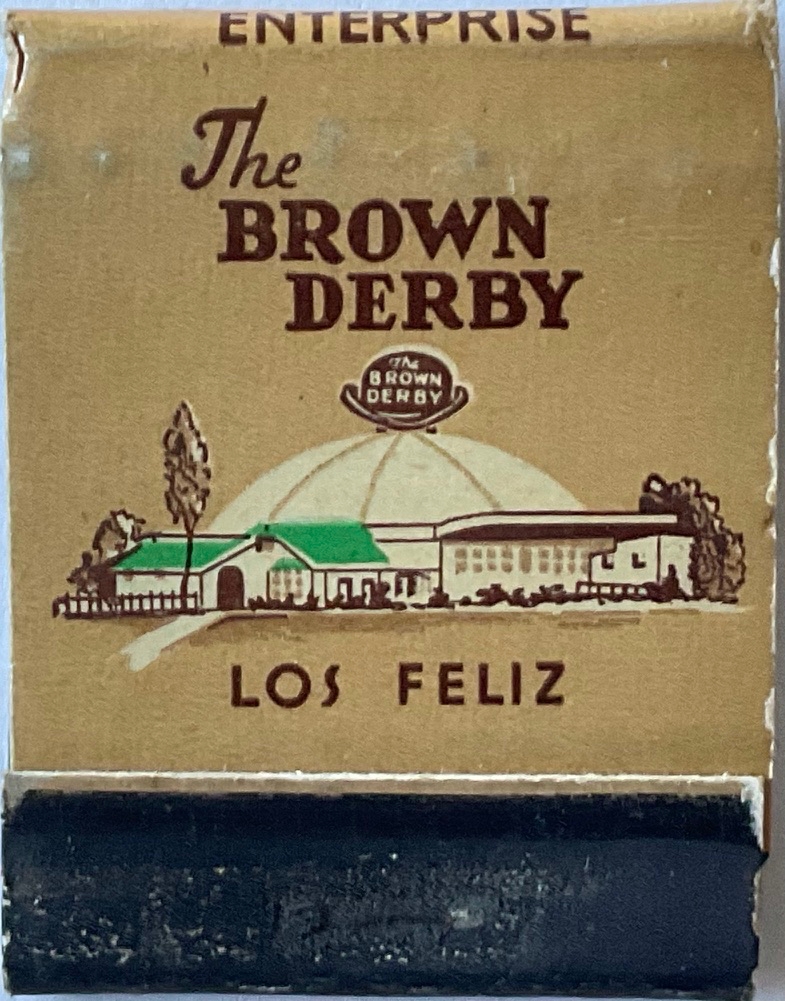 ENTERPRISE
The
BROWN
DERBY
The
BROWN
DERBY
LOS FELIZ